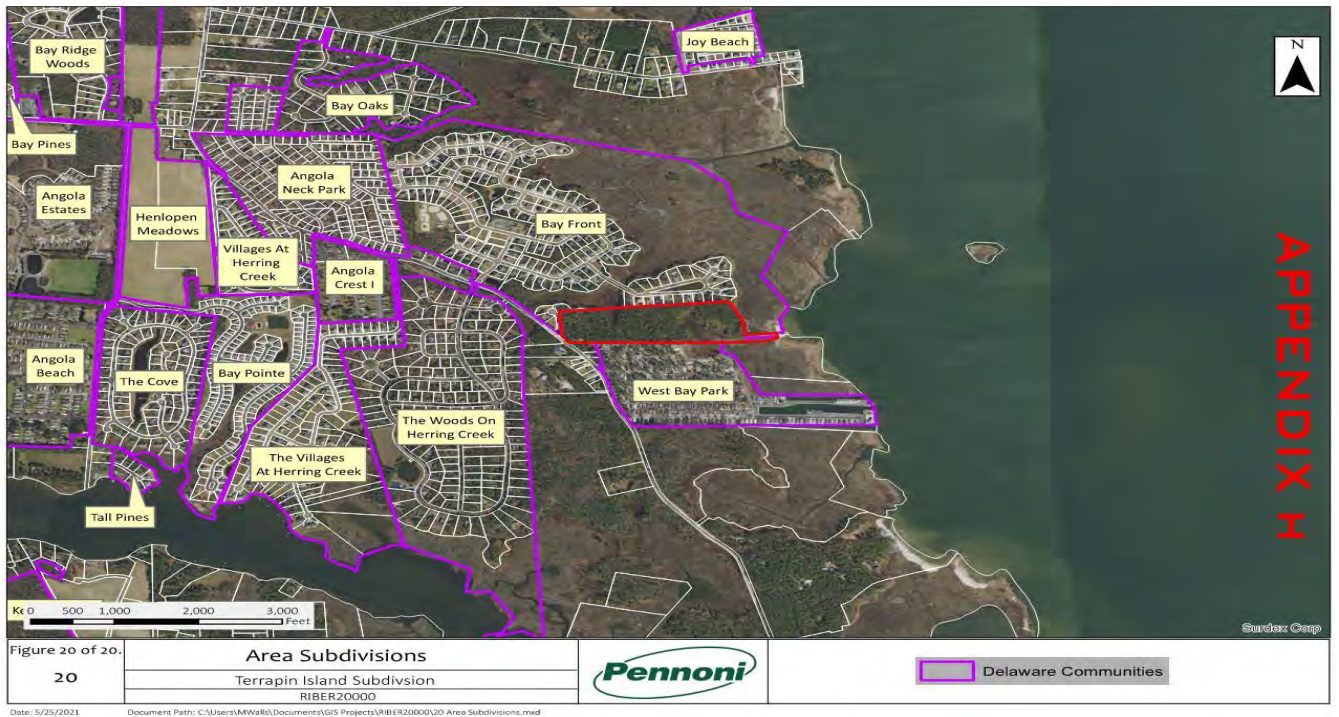 Joy Beach
Bay Ridge
Woods
N
Bay Oaks
Bay Pines
Angola
Neck Park
Angola
Estates
Henlopen
Meadows
Bay Front
Villages At
Herring
Creek
Angola
Crest I
APPENDIX H
Angola
Beach
The Cove
Bay Pointe
West Bay Park
The Woods On
Herring Creek
The Villages
At Herring Creek
Tall Pines
0 500 1,000 2,000 3,000
Feet
Surdex Corp
Figure 20 of 20.
20
Area Subdivisions
Terrapin Island Subdivsion
RIBER20000
Pennoni
Delaware Communities
Date: 5/25/2021 Document Path: C:\Users\MWalls\Documents\GIS Projects\RIBER20000\20 Area Subdivisions.mxd